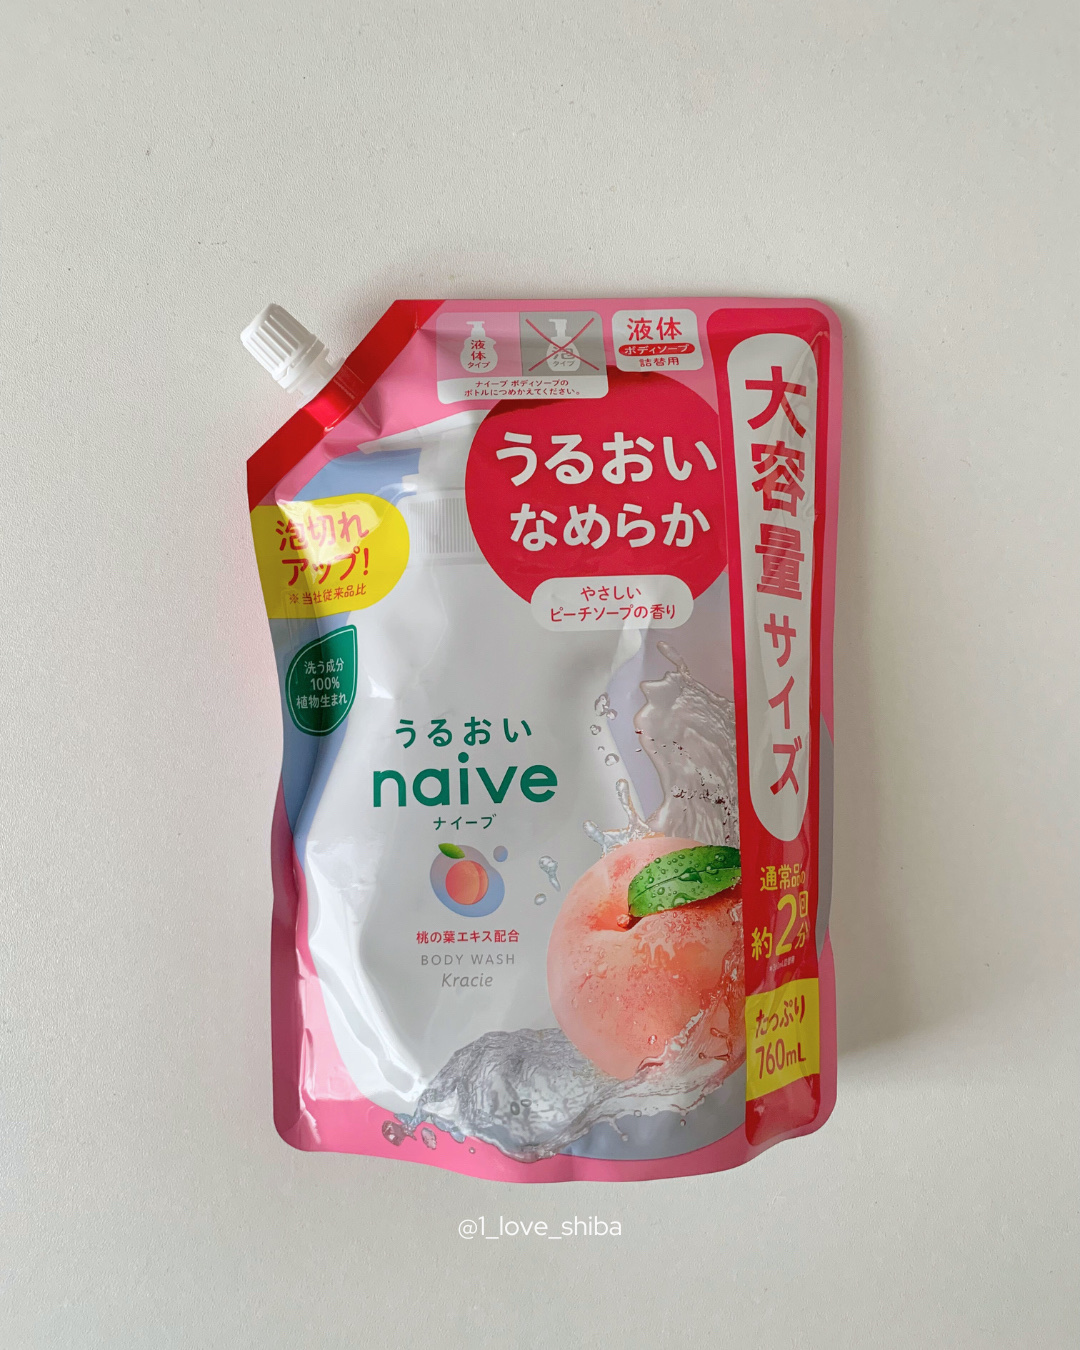 液
体
タイプ
泡
タイプ
ナイーブ ボディソープの
ボトルにつめかえてください。
液体
ボディソープ
詰替用
うるおい
なめらか
やさしい
ピーチソープの香り
大容量サイズ
泡切れ
アップ!
※当社従来品比
洗う成分
100%
植物生まれ
うるおい
naive
ナイーブ
桃の葉エキス配合
BODY WASH
Kracie
通常品の
約2回分
たっぷり
760mL
@1_love_shiba